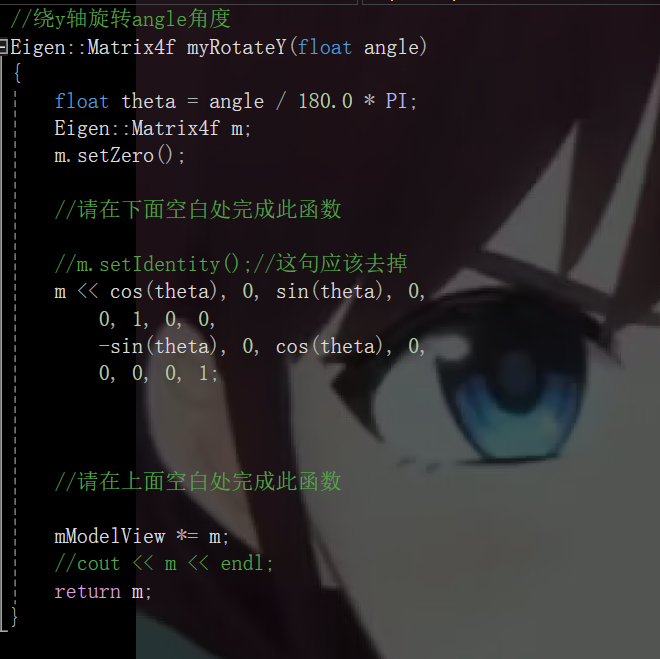 //绕y轴旋转angle角度
Eigen::Matrix4f myRotateY(float angle)
{
float theta = angle / 180.0 * PI;
Eigen::Matrix4f m;
m.setZero();
//请在下面空白处完成此函数
//m.setIdentity();//这句应该去掉
m << cos(theta), 0, sin(theta), 0,
0, 1, 0, 0,
-sin(theta), 0, cos(theta), 0,
0, 0, 0, 1;
//请在上面空白处完成此函数
mModelView *= m;
//cout << m << endl;
return m;
}